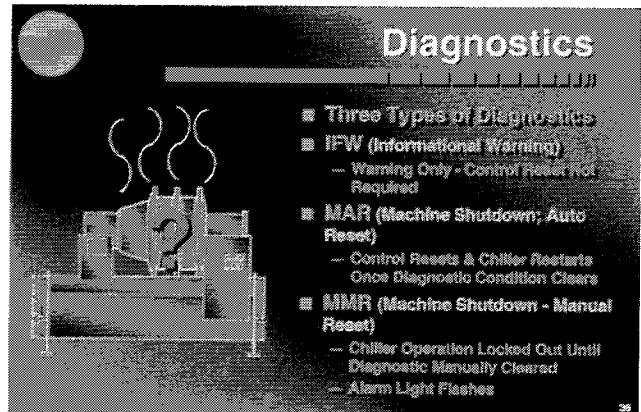 Diagnostics
■ Three Types of Diagnostics
■ IFW (Informational Warning)
— Warning Only - Control Reset Not
Required
■ MAR (Machine Shutdown; Auto
Reset)
— Control Resets & Chiller Restarts
Once Diagnostic Condition Clears
■ MMR (Machine Shutdown - Manual
Reset)
— Chiller Operation Locked Out Until
Diagnostic Manually Cleared
— Alarm Light Flashes
?
36